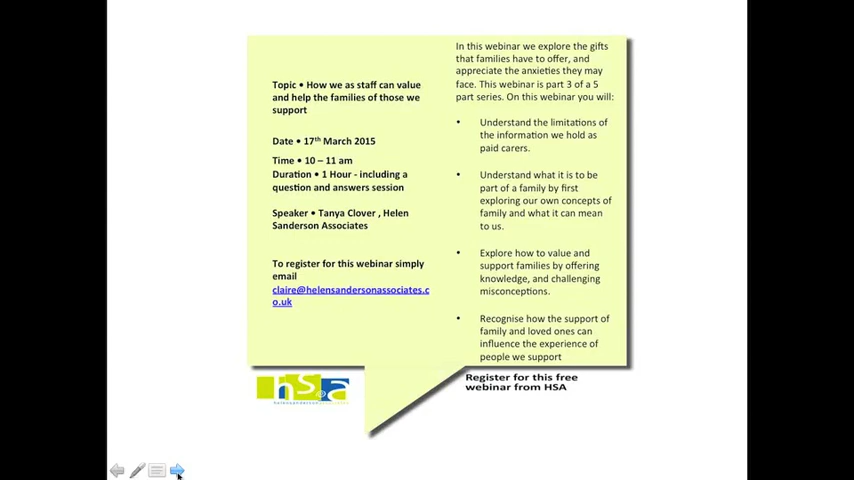 Topic • How we as staff can value
and help the families of those we
support
Date • 17th March 2015
Time • 10 – 11 am
Duration • 1 Hour - including a
question and answers session
Speaker • Tanya Clover , Helen
Sanderson Associates
To register for this webinar simply
email
claire@helensandersonassociates.c
o.uk
In this webinar we explore the gifts
that families have to offer, and
appreciate the anxieties they may
face. This webinar is part 3 of a 5
part series. On this webinar you will:
• Understand the limitations of
the information we hold as
paid carers.
• Understand what it is to be
part of a family by first
exploring our own concepts of
family and what it can mean
to us.
• Explore how to value and
support families by offering
knowledge, and challenging
misconceptions.
• Recognise how the support of
family and loved ones can
influence the experience of
people we support
hsa
Register for this free
webinar from HSA